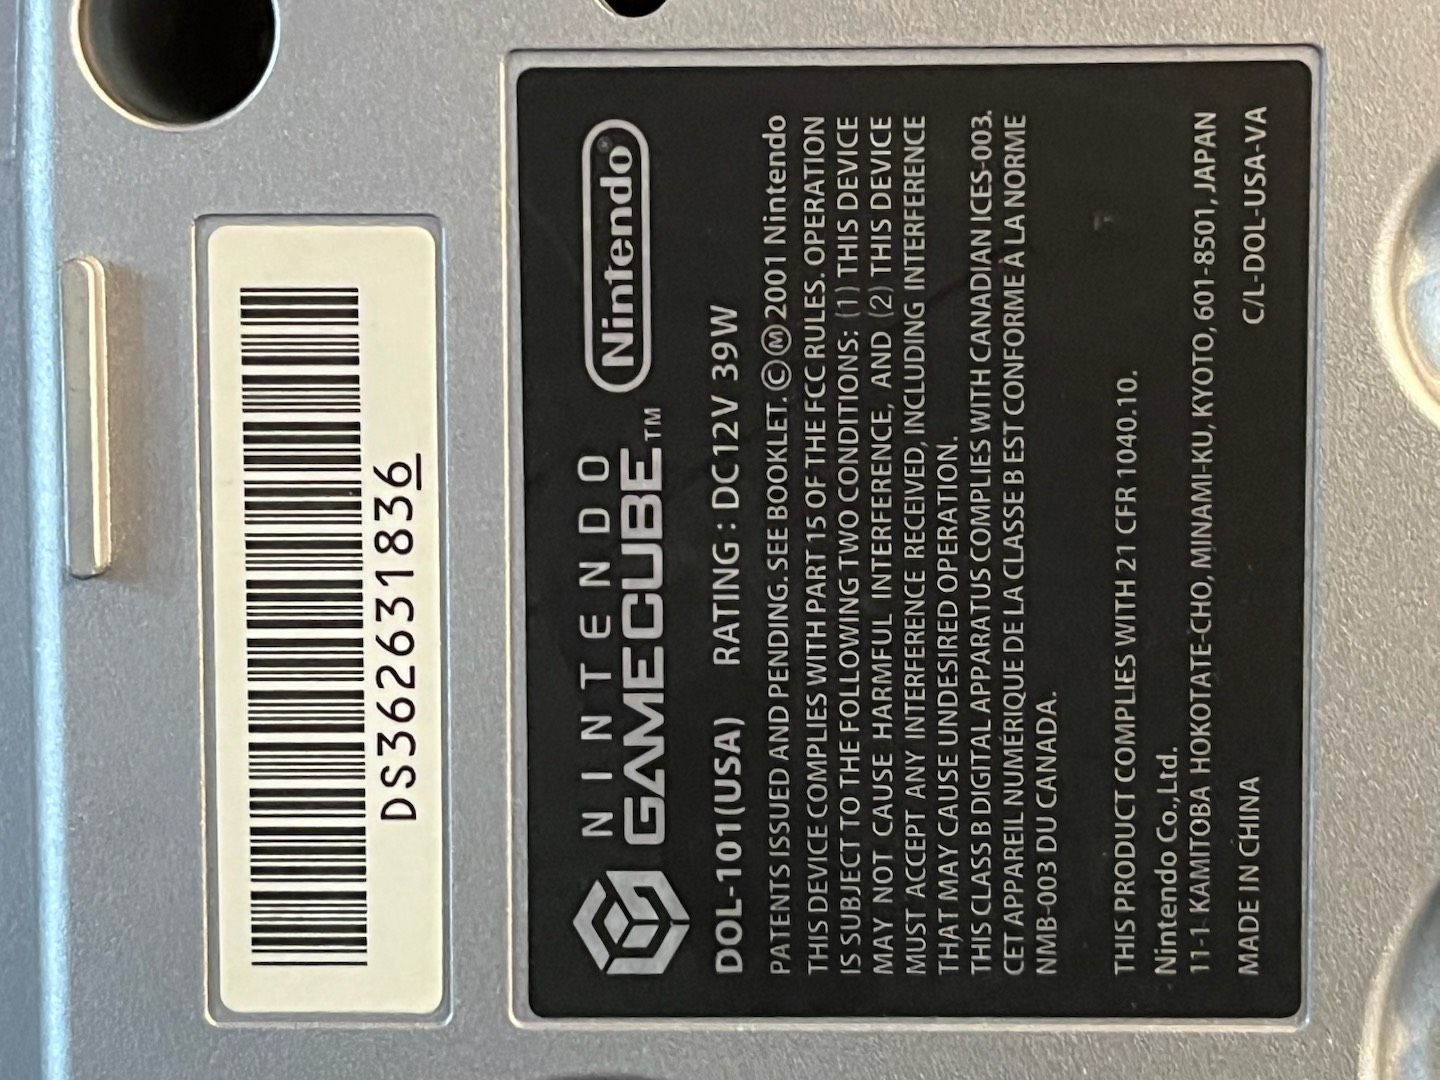 DS362631836
NINTENDO
GAMECUBE™ Nintendo®
DOL-101(USA) RATING : DC12V 39W
PATENTS ISSUED AND PENDING. SEE BOOKLET. ©Ⓜ2001 Nintendo
THIS DEVICE COMPLIES WITH PART 15 OF THE FCC RULES. OPERATION
IS SUBJECT TO THE FOLLOWING TWO CONDITIONS: (1) THIS DEVICE
MAY NOT CAUSE HARMFUL INTERFERENCE, AND (2) THIS DEVICE
MUST ACCEPT ANY INTERFERENCE RECEIVED, INCLUDING INTERFERENCE
THAT MAY CAUSE UNDESIRED OPERATION.
THIS CLASS B DIGITAL APPARATUS COMPLIES WITH CANADIAN ICES-003.
CET APPAREIL NUMÉRIQUE DE LA CLASSE B EST CONFORME À LA NORME
NMB-003 DU CANADA.
THIS PRODUCT COMPLIES WITH 21 CFR 1040.10.
Nintendo Co.,Ltd.
11-1 KAMITOBA HOKOTATE-CHO, MINAMI-KU, KYOTO, 601-8501, JAPAN
MADE IN CHINA C/L-DOL-USA-VA